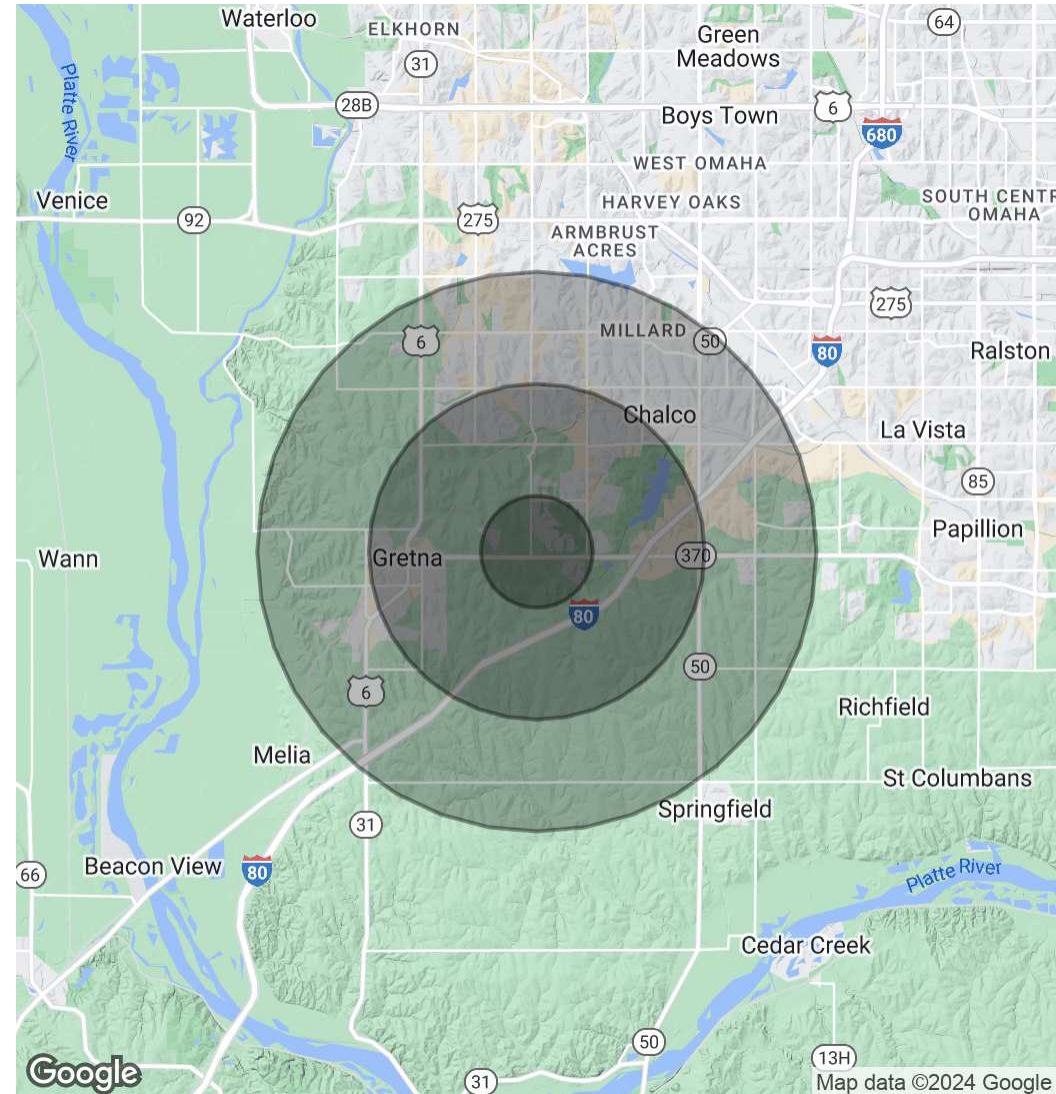 Waterloo
ELKHORN
64
Green
Meadows
31
Platte River
28B
Boys Town
6
680
WEST OMAHA
Venice
HARVEY OAKS
SOUTH CENTR
OMAHA
92
275
ARMBRUST
ACRES
275
MILLARD
50
6
80
Ralston
Chalco
La Vista
85
Papillion
Wann
Gretna
370
80
50
6
Richfield
Melia
St Columbans
Springfield
31
Beacon View
80
66
Platte River
Cedar Creek
50
13H
31
Google
Map data ©2024 Google